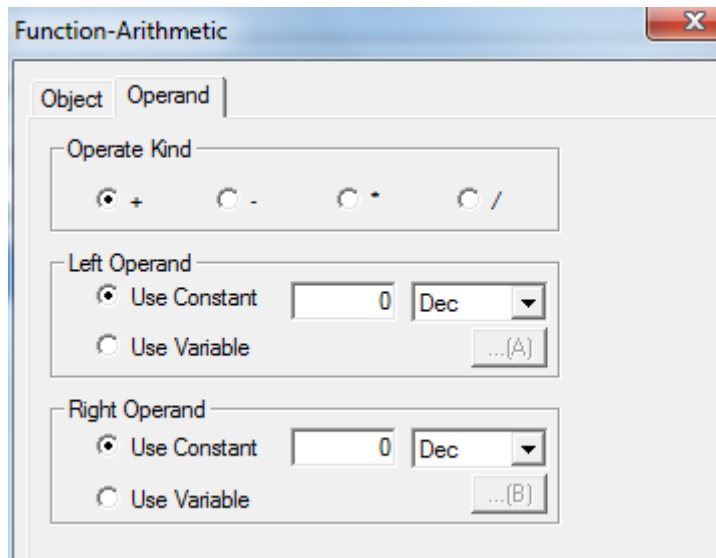 Function-Arithmetic
Object Operand
Operate Kind
+ - * /
Left Operand
Use Constant 0 Dec
Use Variable ...(A)
Right Operand
Use Constant 0 Dec
Use Variable ...(B)